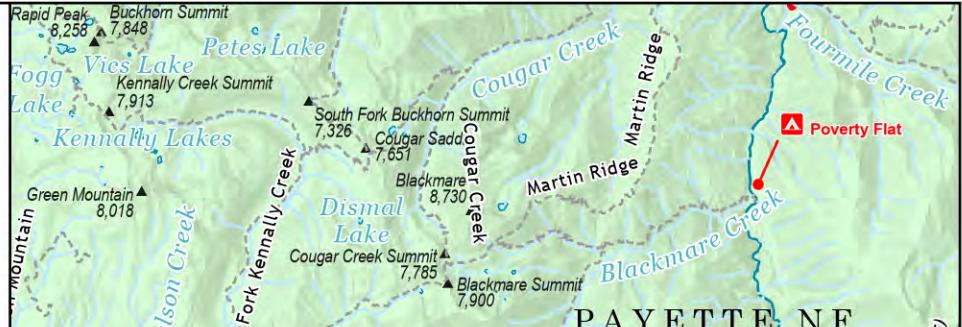 Rapid Peak
8,258
Buckhorn Summit
7,848
Petes Lake
Vics Lake
Fogg
Lake
Kennally Creek Summit
7,913
Kennally Lakes
South Fork Buckhorn Summit
7,326
Cougar Sadd
7,651
Cougar Creek
Martin Ridge
Martin Ridge
Fourmile Creek
Poverty Flat
Green Mountain
8,018
Blackmare
8,730
Cougar Creek
Dismal
Lake
Fork Kennally Creek
lson Creek
Mountain
Cougar Creek Summit
7,785
Blackmare Summit
7,900
Blackmare Creek
PAYETTE NF